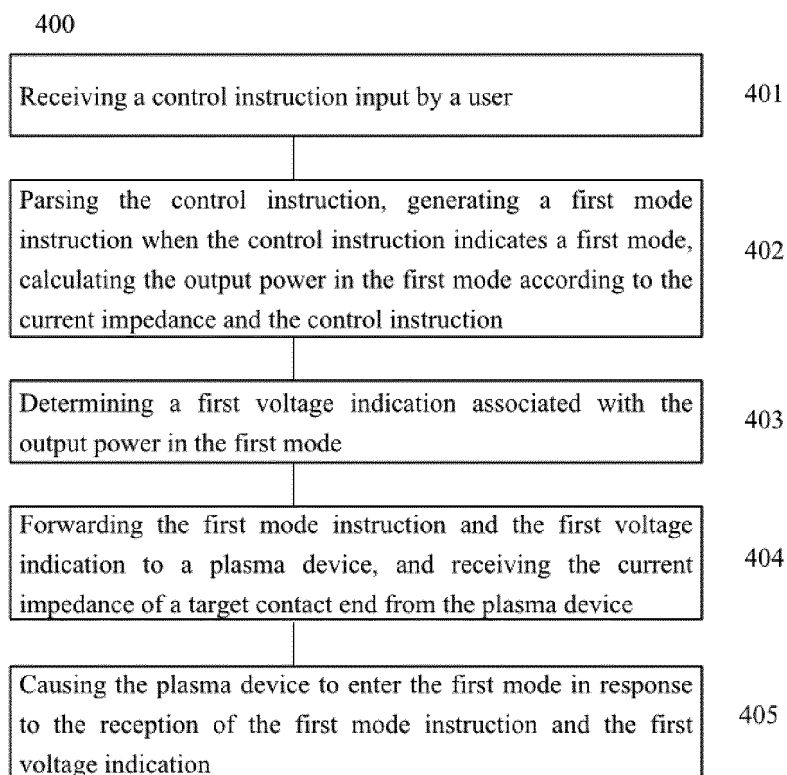 400
Receiving a control instruction input by a user
401
Parsing the control instruction, generating a first mode
instruction when the control instruction indicates a first mode,
calculating the output power in the first mode according to the
current impedance and the control instruction
402
Determining a first voltage indication associated with the
output power in the first mode
403
Forwarding the first mode instruction and the first voltage
indication to a plasma device, and receiving the current
impedance of a target contact end from the plasma device
404
Causing the plasma device to enter the first mode in response
to the reception of the first mode instruction and the first
voltage indication
405